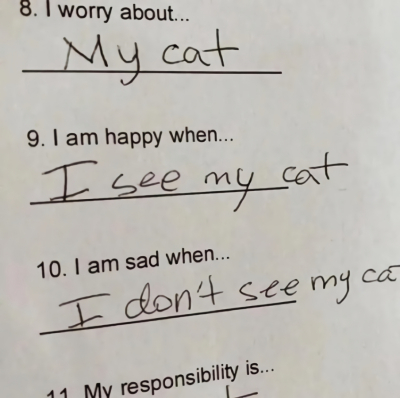 8. I worry about...
My cat
9. I am happy when...
I see my cat
10. I am sad when...
I don't see my ca
11. My responsibility is...